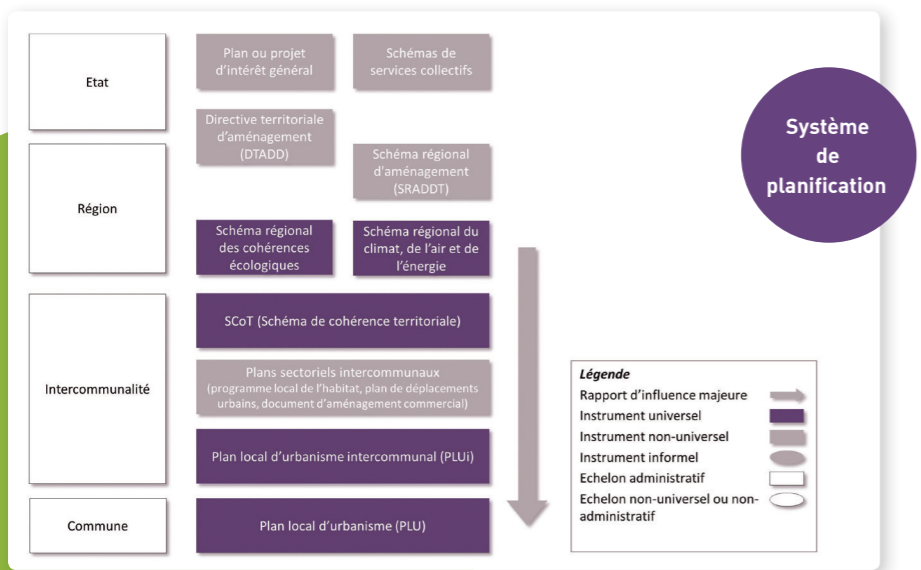 Etat
Plan ou projet
d'intérêt général
Schémas de
services collectifs
Directive territoriale
d'aménagement
(DTADD)
Système
de
planification
Région
Schéma régional
d'aménagement
(SRADDT)
Schéma régional
des cohérences
écologiques
Schéma régional du
climat, de l'air et de
l'énergie
Intercommunalité
SCoT (Schéma de cohérence territoriale)
Plans sectoriels intercommunaux
(programme local de l'habitat, plan de déplacements
urbains, document d'aménagement commercial)
Plan local d'urbanisme intercommunal (PLUi)
Commune
Plan local d'urbanisme (PLU)
Légende
Rapport d'influence majeure
Instrument universel
Instrument non-universel
Instrument informel
Echelon administratif
Echelon non-universel ou non-
administratif